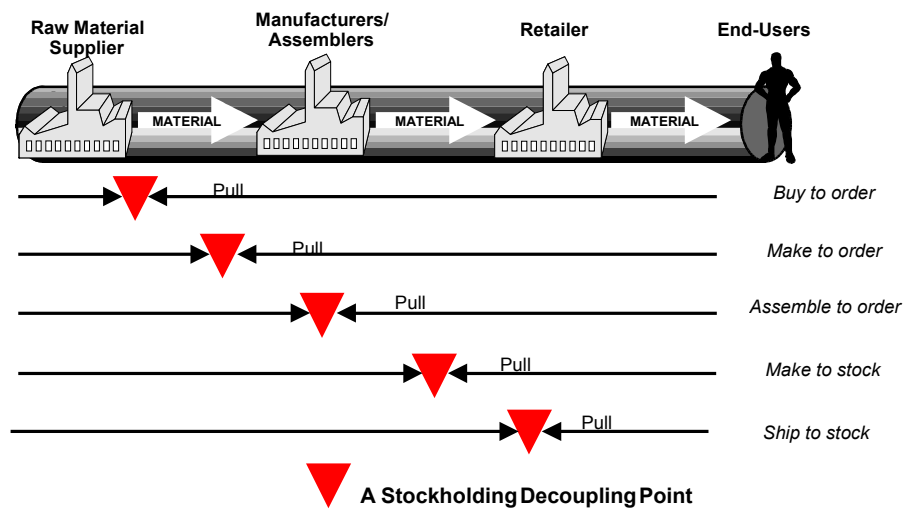 Raw Material
Supplier
Manufacturers/
Assemblers
Retailer
End-Users
MATERIAL
MATERIAL
MATERIAL
Pull
Buy to order
Pull
Make to order
Pull
Assemble to order
Pull
Make to stock
Pull
Ship to stock
A Stockholding Decoupling Point